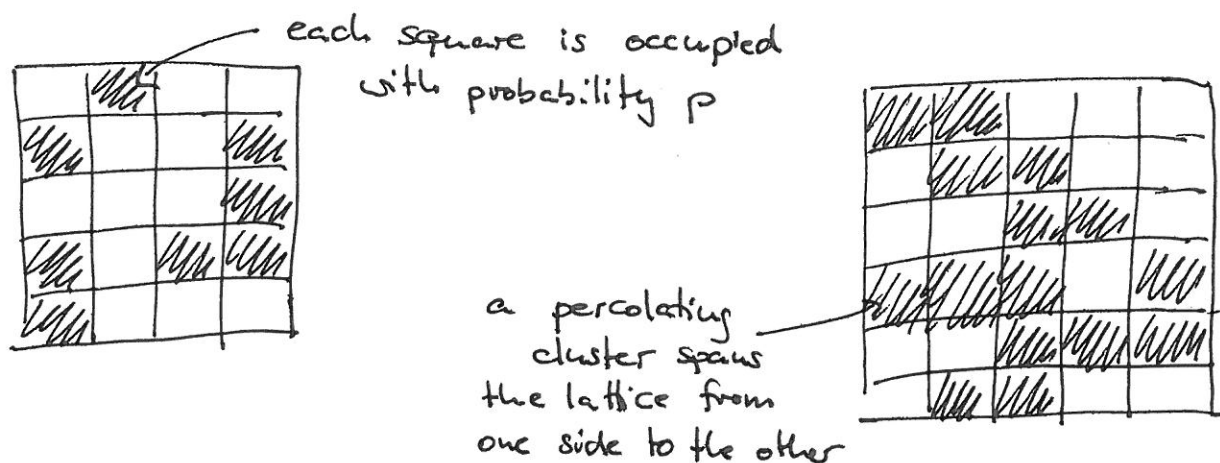 each square is occupied
with probability p
a percolating
cluster spans
the lattice from
one side to the other